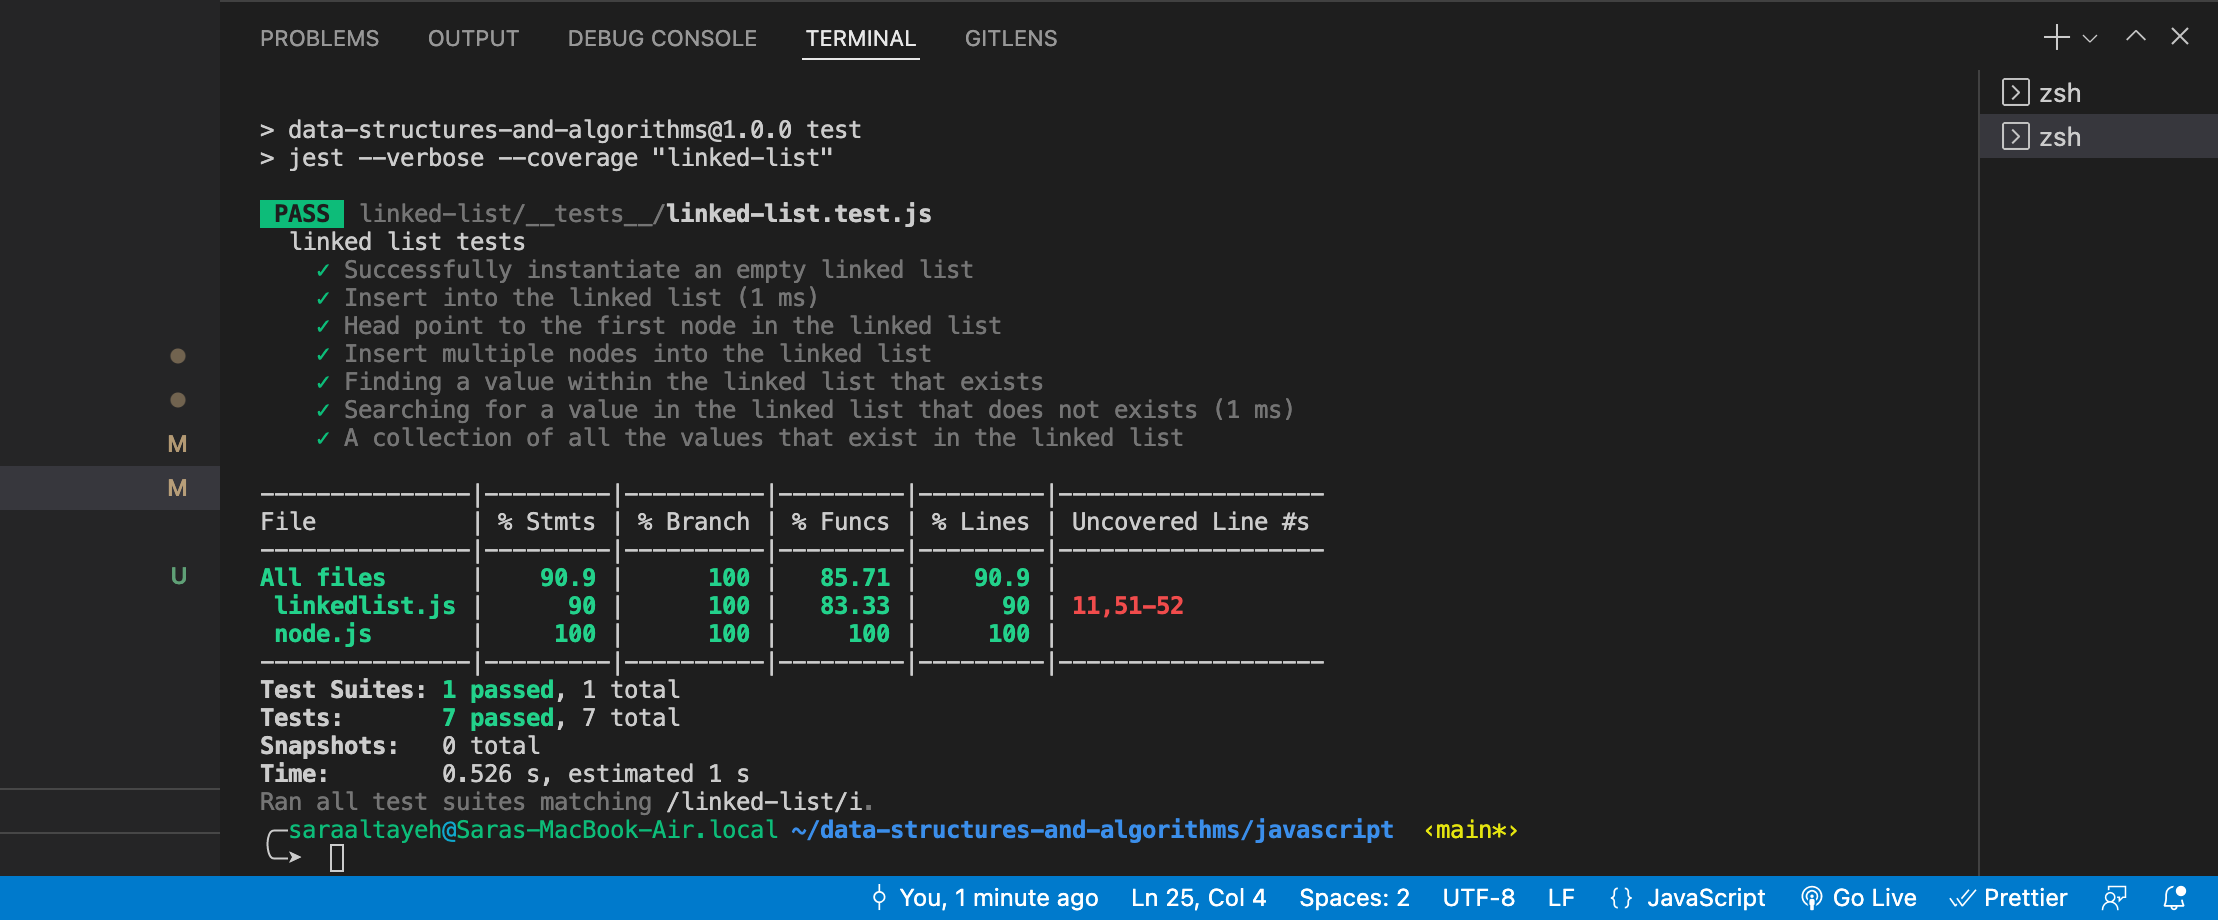 PROBLEMS OUTPUT DEBUG CONSOLE TERMINAL GITLENS
zsh
zsh
> data-structures-and-algorithms@1.0.0 test
> jest --verbose --coverage "linked-list"
PASS linked-list/__tests__/linked-list.test.js
linked list tests
✓ Successfully instantiate an empty linked list
✓ Insert into the linked list (1 ms)
✓ Head point to the first node in the linked list
✓ Insert multiple nodes into the linked list
✓ Finding a value within the linked list that exists
✓ Searching for a value in the linked list that does not exists (1 ms)
✓ A collection of all the values that exist in the linked list
M
M
U
---------------|---------|----------|---------|---------|-------------------
File | % Stmts | % Branch | % Funcs | % Lines | Uncovered Line #s
---------------|---------|----------|---------|---------|-------------------
All files | 90.9 | 100 | 85.71 | 90.9 |
linkedlist.js | 90 | 100 | 83.33 | 90 | 11,51-52
node.js | 100 | 100 | 100 | 100 |
---------------|---------|----------|---------|---------|-------------------
Test Suites: 1 passed, 1 total
Tests: 7 passed, 7 total
Snapshots: 0 total
Time: 0.526 s, estimated 1 s
Ran all test suites matching /linked-list/i.
saraaltayeh@Saras-MacBook-Air.local ~/data-structures-and-algorithms/javascript ‹main*›
You, 1 minute ago Ln 25, Col 4 Spaces: 2 UTF-8 LF {} JavaScript Go Live Prettier